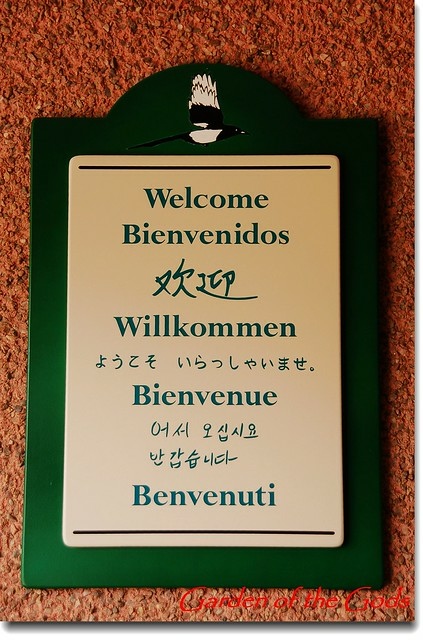 Welcome
Bienvenidos
欢迎
Willkommen
ようこそ いらっしゃいませ。
Bienvenue
어서 오십시요
반갑습니다
Benvenuti
Garden of the Gods